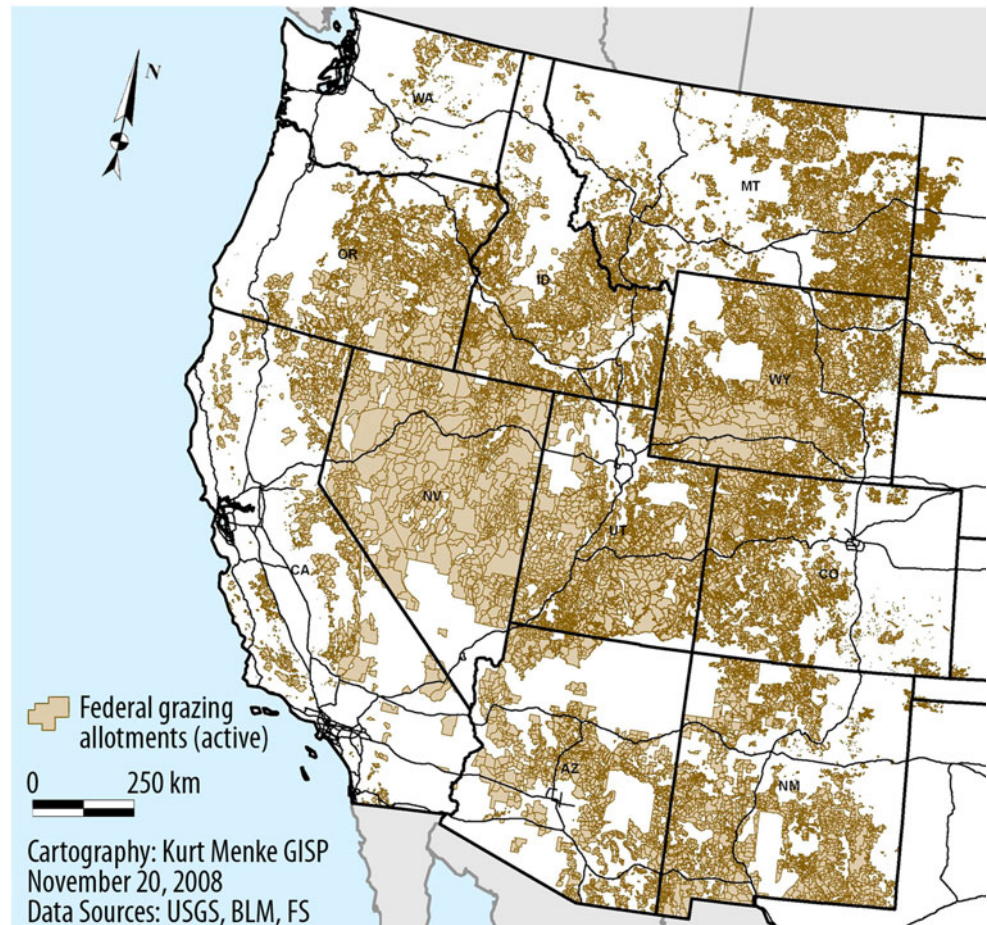 N
WA
MT
OR
ID
WY
NV
UT
CO
CA
AZ
NM
Federal grazing
allotments (active)
0 250 km
Cartography: Kurt Menke GISP
November 20, 2008
Data Sources: USGS, BLM, FS